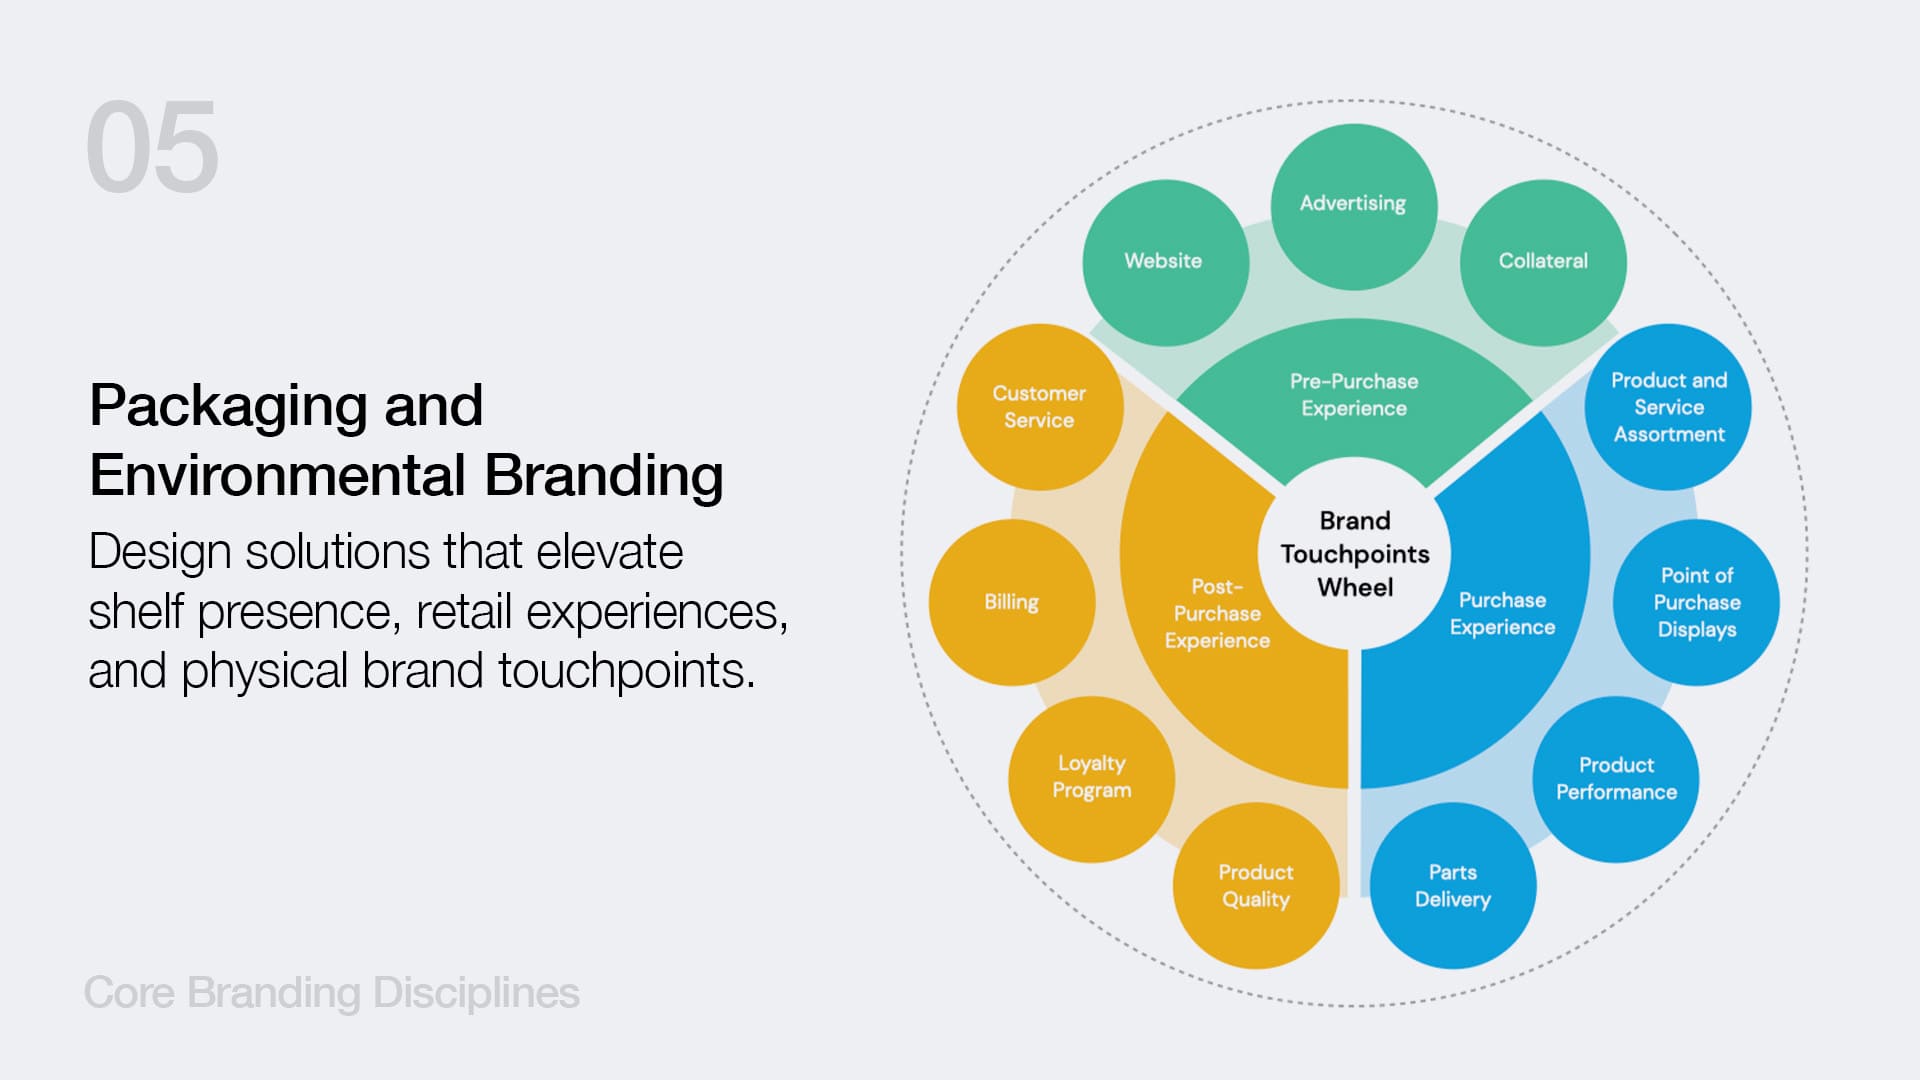 05
Packaging and
Environmental Branding
Design solutions that elevate
shelf presence, retail experiences,
and physical brand touchpoints.
Core Branding Disciplines
Brand
Touchpoints
Wheel
Pre-Purchase
Experience
Website
Advertising
Collateral
Purchase
Experience
Product and
Service
Assortment
Point of
Purchase
Displays
Product
Performance
Parts
Delivery
Post-
Purchase
Experience
Product
Quality
Loyalty
Program
Billing
Customer
Service